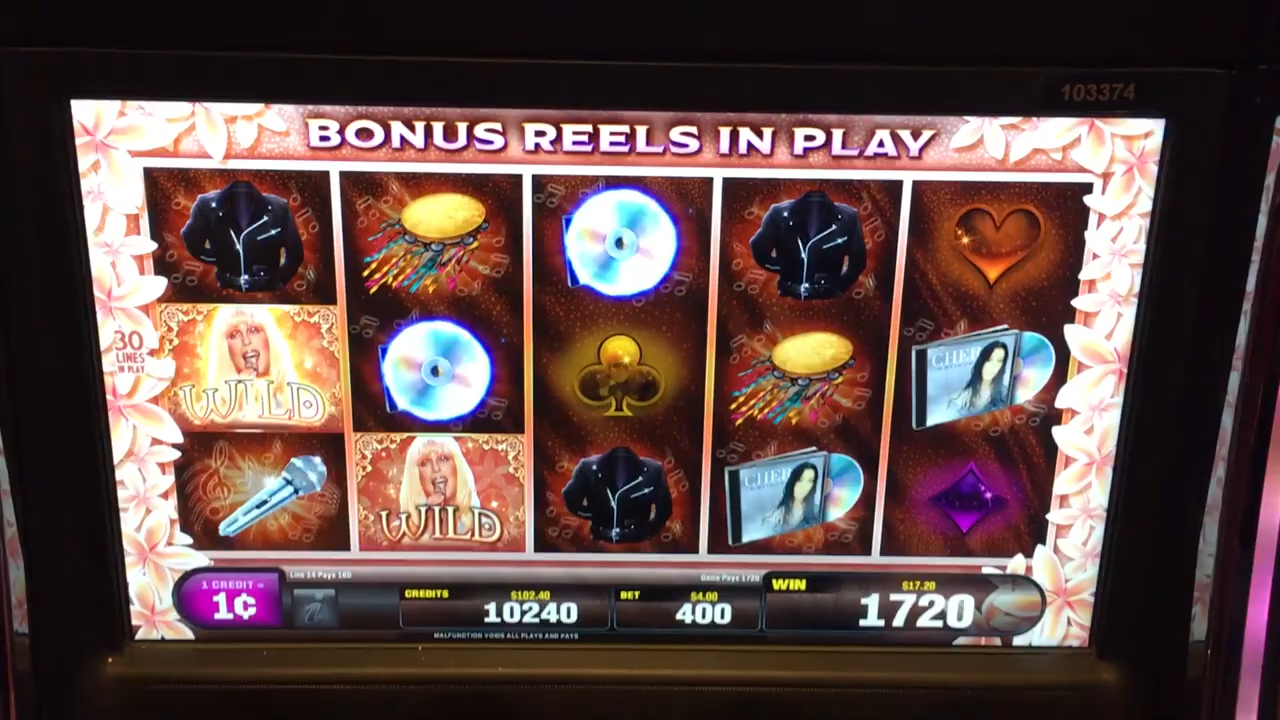 103374
BONUS REELS IN PLAY
30
LINES
IN PLAY
WILD
CHER
WILD
CHER
1 CREDIT =
1¢
Line 14 Pays 160
Game Pays 1720
CREDITS
$102.40
10240
BET
$4.00
400
WIN
$17.20
1720
MALFUNCTION VOIDS ALL PLAYS AND PAYS